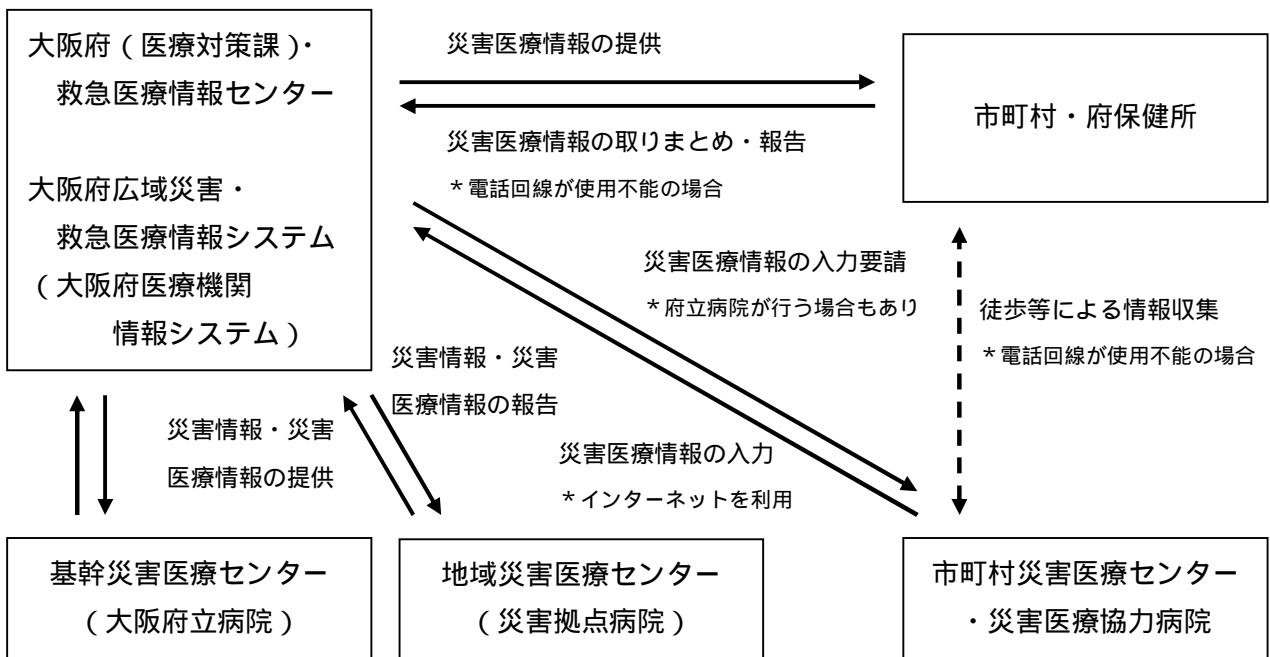 大阪府（医療対策課）・
救急医療情報センター
大阪府広域災害・
救急医療情報システム
（大阪府医療機関
情報システム）
災害医療情報の提供
災害医療情報の取りまとめ・報告
*電話回線が使用不能の場合
市町村・府保健所
災害医療情報の入力要請
*府立病院が行う場合もあり
徒歩等による情報収集
*電話回線が使用不能の場合
災害情報・災害
医療情報の報告
災害情報・災害
医療情報の提供
災害医療情報の入力
*インターネットを利用
基幹災害医療センター
（大阪府立病院）
地域災害医療センター
（災害拠点病院）
市町村災害医療センター
・災害医療協力病院